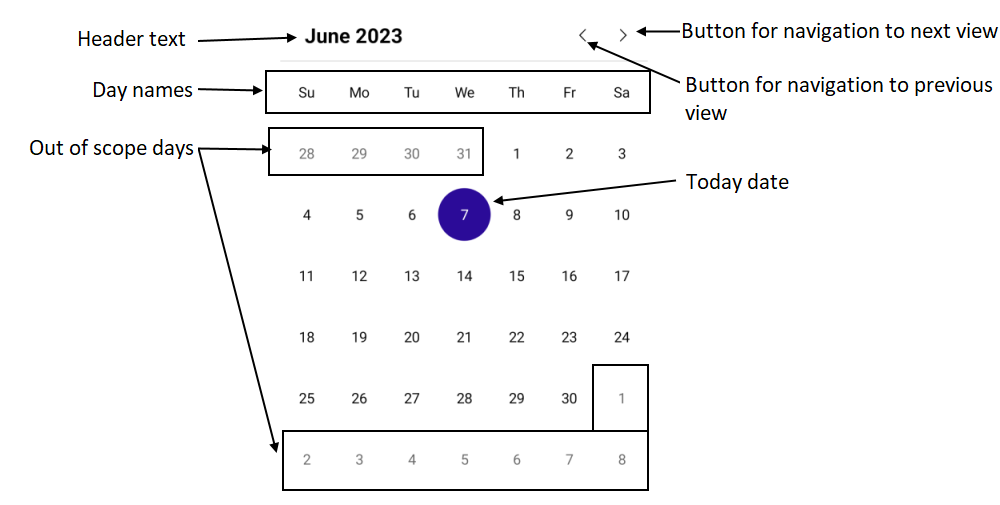 Header text
June 2023
Button for navigation to next view
Button for navigation to previous
view
Day names
Su Mo Tu We Th Fr Sa
Out of scope days
28 29 30 31 1 2 3
Today date
4 5 6 7 8 9 10
11 12 13 14 15 16 17
18 19 20 21 22 23 24
25 26 27 28 29 30 1
2 3 4 5 6 7 8